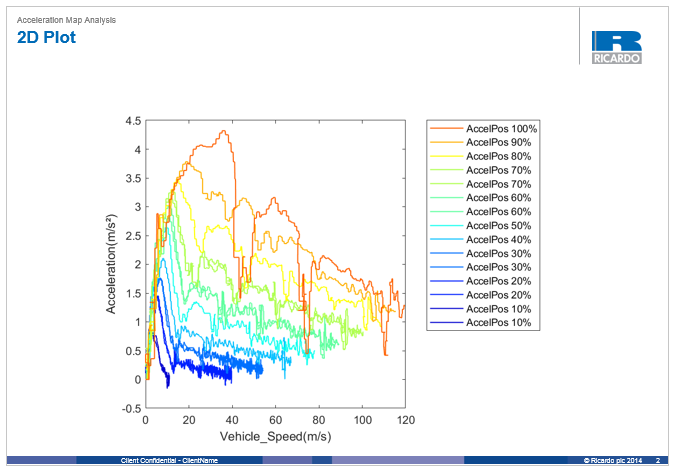 Acceleration Map Analysis
2D Plot
RICARDO
4.5
4
3.5
3
2.5
2
1.5
1
0.5
0
-0.5
Acceleration(m/s²)
0 20 40 60 80 100 120
Vehicle_Speed(m/s)
AccelPos 100%
AccelPos 90%
AccelPos 80%
AccelPos 70%
AccelPos 70%
AccelPos 60%
AccelPos 60%
AccelPos 50%
AccelPos 40%
AccelPos 30%
AccelPos 30%
AccelPos 20%
AccelPos 20%
AccelPos 10%
AccelPos 10%
Client Confidential - ClientName
© Ricardo plc 2014 2